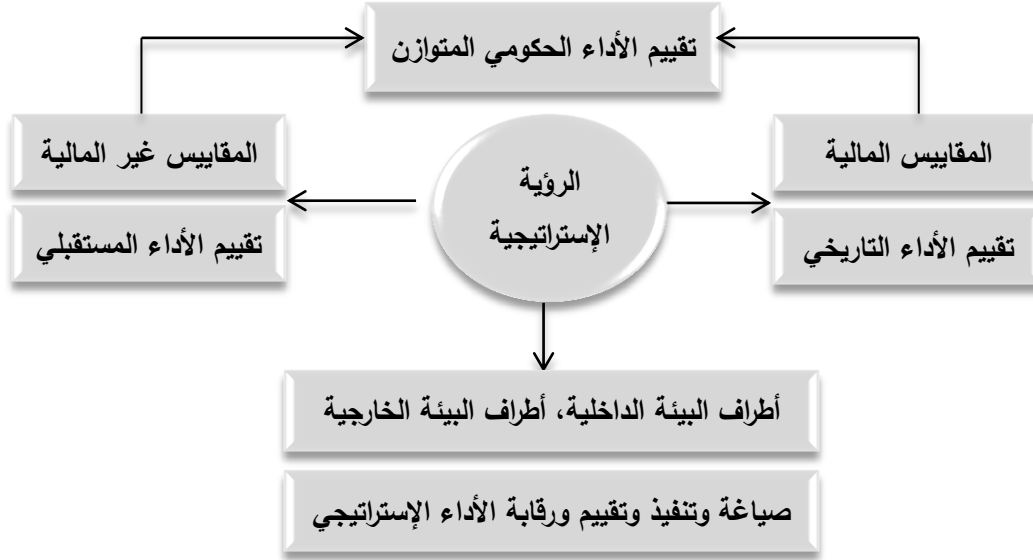 تقييم الأداء الحكومي المتوازن
المقاييس المالية
تقييم الأداء التاريخي
الرؤية
الإستراتيجية
المقاييس غير المالية
تقييم الأداء المستقبلي
أطراف البيئة الداخلية، أطراف البيئة الخارجية
صياغة وتنفيذ وتقييم ورقابة الأداء الإستراتيجي